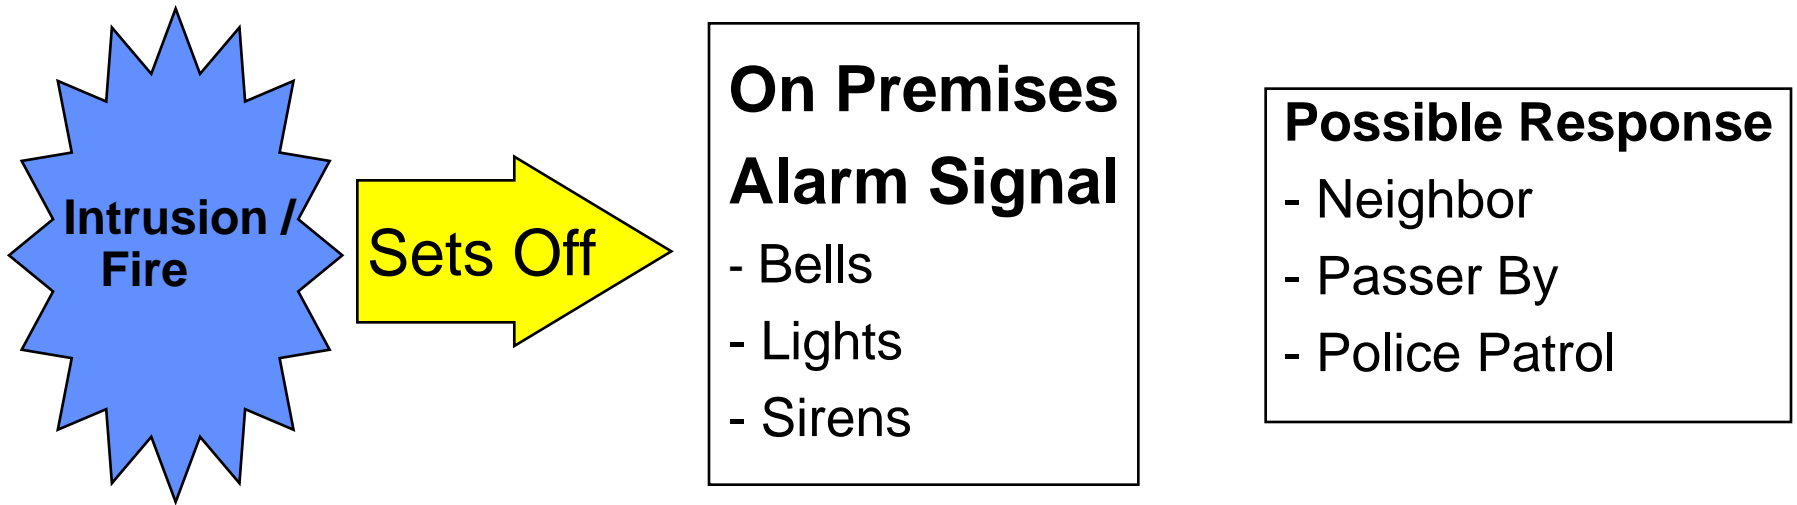 Intrusion /
Fire
Sets Off
On Premises
Alarm Signal
- Bells
- Lights
- Sirens
Possible Response
- Neighbor
- Passer By
- Police Patrol